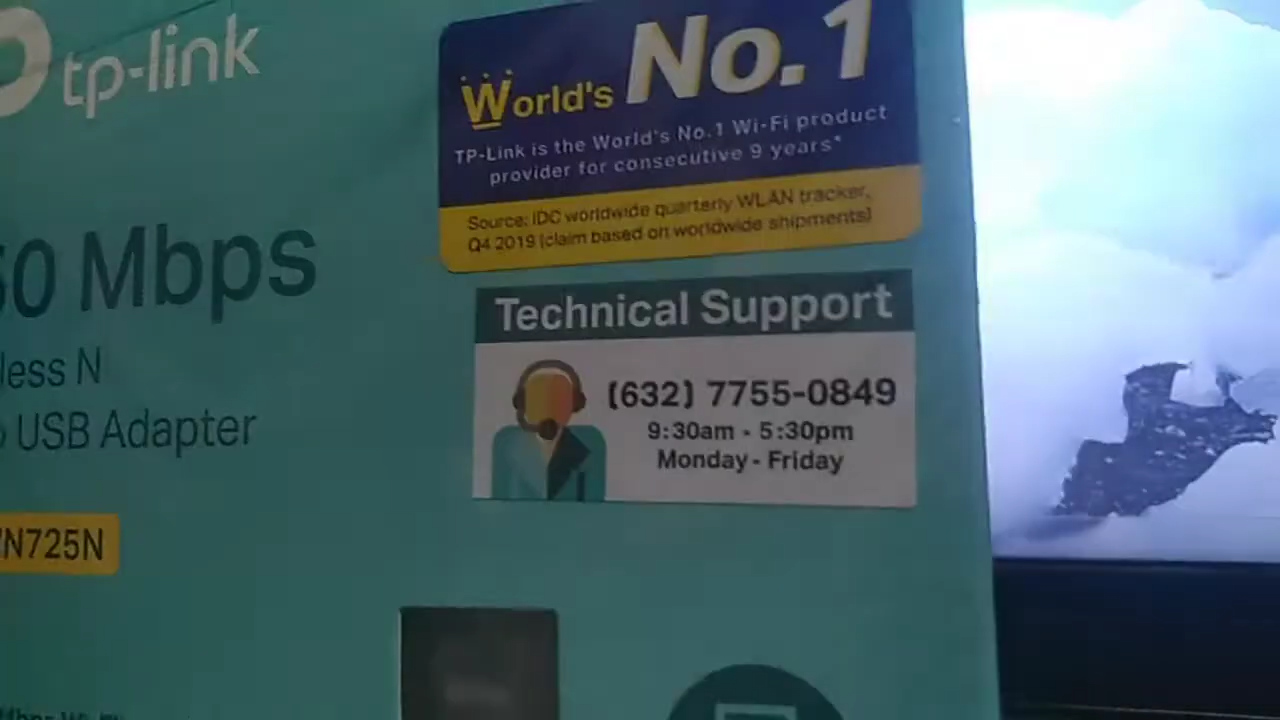 tp-link
World's No.1
TP-Link is the World's No.1 Wi-Fi product
provider for consecutive 9 years*
Source: IDC worldwide quarterly WLAN tracker,
Q4 2019 (claim based on worldwide shipments)
50 Mbps
less N
USB Adapter
N725N
Technical Support
(632) 7755-0849
9:30am - 5:30pm
Monday - Friday